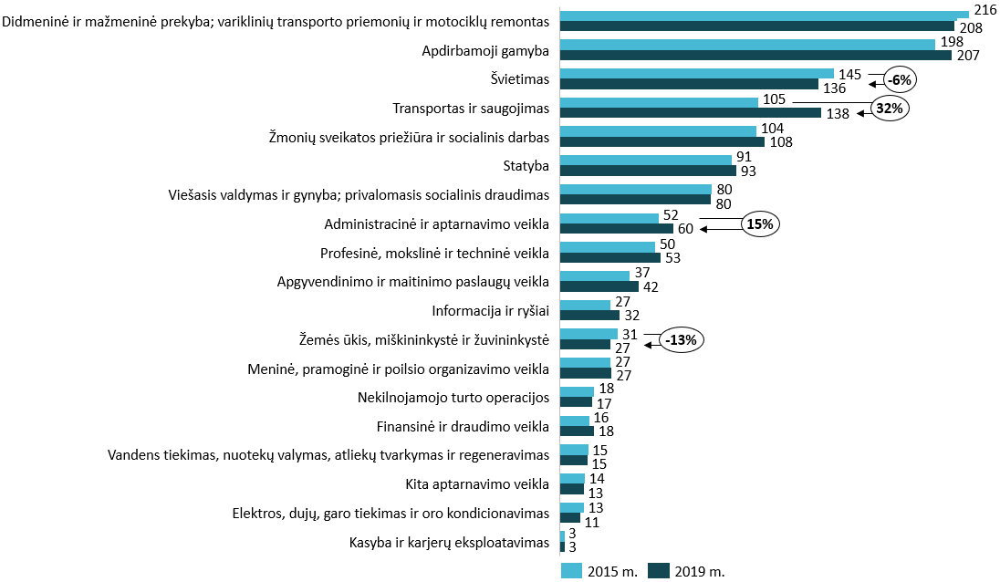 Didmeninė ir mažmeninė prekyba; variklinių transporto priemonių ir motociklų remontas 216
208
Apdirbamoji gamyba 198
207
Švietimas 145
136
-6%
Transportas ir saugojimas 105
138
32%
Žmonių sveikatos priežiūra ir socialinis darbas 104
108
Statyba 91
93
Viešasis valdymas ir gynyba; privalomasis socialinis draudimas 80
80
Administracinė ir aptarnavimo veikla 52
60
15%
Profesinė, mokslinė ir techninė veikla 50
53
Apgyvendinimo ir maitinimo paslaugų veikla 37
42
Informacija ir ryšiai 27
32
Žemės ūkis, miškininkystė ir žuvininkystė 31
27
-13%
Meninė, pramoginė ir poilsio organizavimo veikla 27
27
Nekilnojamojo turto operacijos 18
17
Finansinė ir draudimo veikla 16
18
Vandens tiekimas, nuotekų valymas, atliekų tvarkymas ir regeneravimas 15
15
Kita aptarnavimo veikla 14
13
Elektros, dujų, garo tiekimas ir oro kondicionavimas 13
11
Kasyba ir karjerų eksploatavimas 3
3
2015 m. 2019 m.